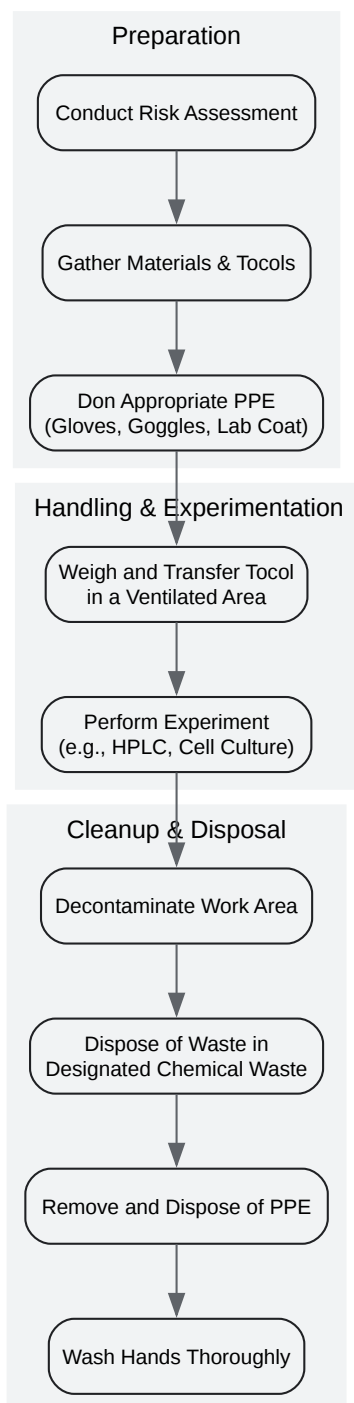 Preparation
Conduct Risk Assessment
Gather Materials & Tocols
Don Appropriate PPE
(Gloves, Goggles, Lab Coat)
Handling & Experimentation
Weigh and Transfer Tocol
in a Ventilated Area
Perform Experiment
(e.g., HPLC, Cell Culture)
Cleanup & Disposal
Decontaminate Work Area
Dispose of Waste in
Designated Chemical Waste
Remove and Dispose of PPE
Wash Hands Thoroughly